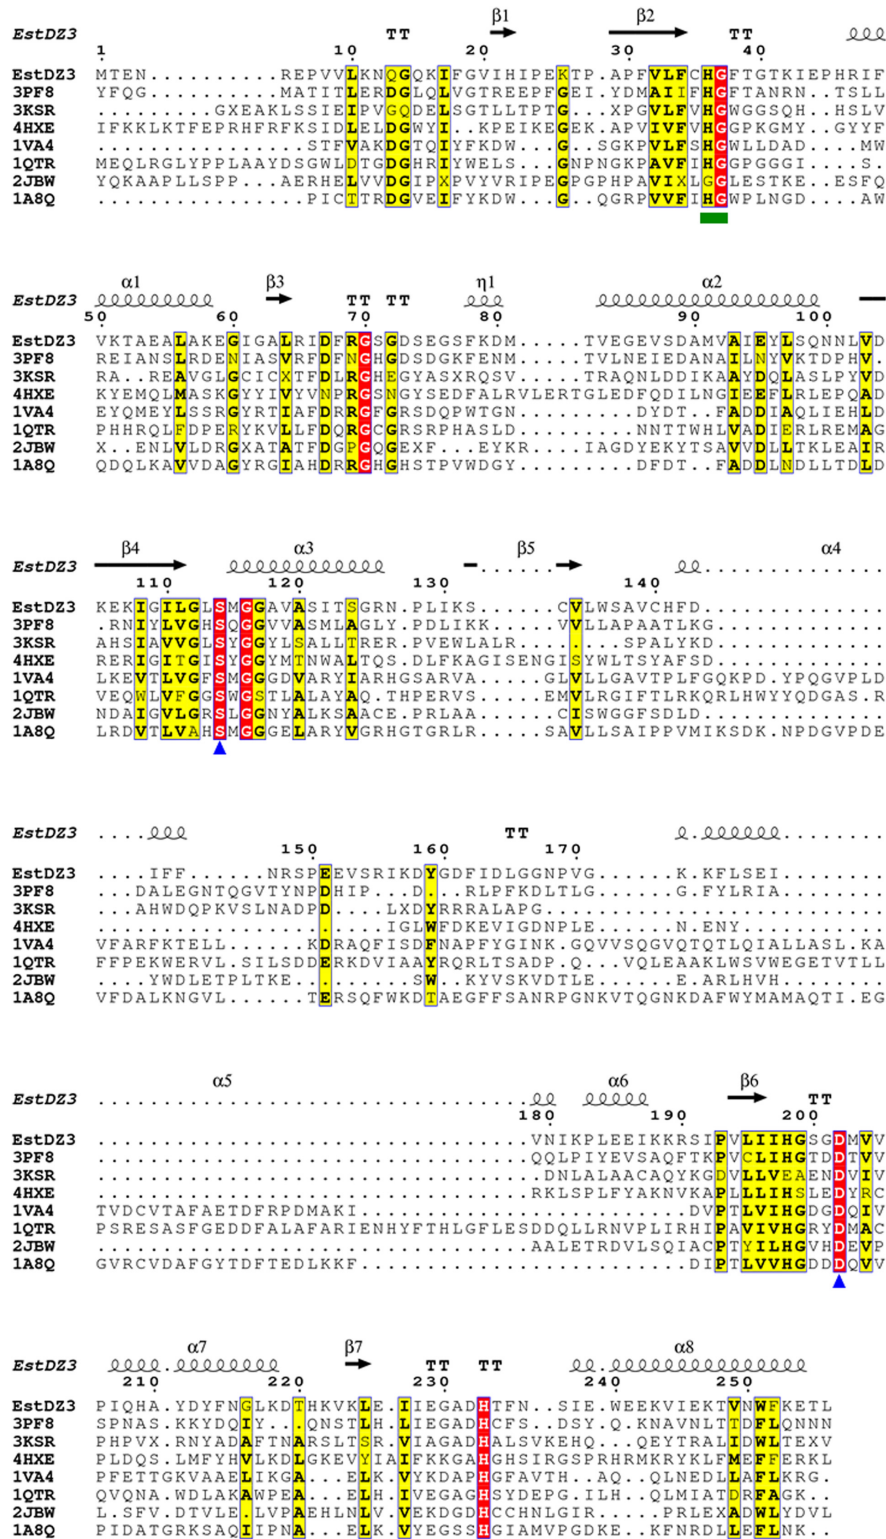 β1 β2
EstDZ3 TT TT
1 10 20 30 40
EstDZ3 MTEN..........REPVVLKNQGQKIFGVIHIPEKTP.APFVLFCHGFTGTKIEPHRIF
3PF8 YFQG..........MATITLERDGLQLVGTREEPFGEI.YDMAIIFHGFTANRN..TSLL
3KSR .........GXEAKLSSIEIPVGQDELSGTLLTPTG...XPGVLFVHGWGGSQH..HSLV
4HXE IFKKLKTFEPRHFRFKSIDLELDGWYI..KPEIKEGEK.APVIVFVHGGPKGMY.GYYFF
1VA4 ................STFVAKDGTQIYFKDW...G..SGKPVLFSHGWLLDAD....MW
1QTR MEQLRGLYPPLAAYDSGWLDTGDGHRIYWELS...GNPNGKPAVFIHGGPGGGI...S.
2JBW YQKAAPLLSPP...AERHELVVDGIPXPVYVRIPEGPGPHPAVIXLGGLESTKE...ESFQ
1A8Q ................PICTTRDGVEIFYKDW...G..QGRPVVFIHGWPLNGD....AW
α1 β3 η1 α2
EstDZ3 TT TT
50 60 70 80 90 100
EstDZ3 VKTAEALAKEGIGALRIDFRGSGDSEGSFKDM.....TVEGEVSDAMVAIEYLSQNNLVD
3PF8 REIANSLRDENIASVRFDFNGHGDSDGKFENM.....TVLNEIEDANAILNYVKTDPHV.
3KSR RA..REAVGLGCICXTFDLRGHEGYASXRQSV.....TRAQNLDDIKAAYDQLASLPYVD
4HXE KYEMQLMASKGYYIVYVNPRGSNGYSEDFALRVLERTGLEDFQDILNGIEEFLRLEPQAD
1VA4 EYQMEYLSSRGYRTIAFDRRGFGRSDQPWTGN.........DYDT.FADDIAQLIEHLD
1QTR PHHRQLFDPERYKVLLFDQRGCGRSRPHASLD.........NNTTWHLVADIERLREMAG
2JBW X..ENLVLDRGXATATFDGPGQGEXF...EYKR.....IAGDYEKYTSAVVDLLTKLEAIR
1A8Q QDQLKAVVDAGYRGIAHDRRGHGHSTPVWDGY.........DFDT.FADDLNDLLTDLD
β4 α3 β5 α4
EstDZ3
110 120 130 140
EstDZ3 KEKIGILGLSMGGAVASITSGRN.PLIKS......CVLWSAVCHFD..............
3PF8 .RNIYLVGHSQGGVVASMLAGLY.PDLIKK.....VVLLAPAATLKG.............
3KSR AHSIAVVGLSYGGYLSALLTRER.PVEWLALR......SPALYKD...............
4HXE RERIGITGISYGGYMTNWALTQS.DLFKAGISENGISYWLTSYAFSD.............
1VA4 LKEVTLVGFSMGGGDVARYIARHGSARVA......GLVLLGAVTPLFGQKPD.YPQGVPLD
1QTR VEQWLVFGGSWGSTLALAYAQ.THPERVS......EMVLRGIFTLRKQRLHWYYQDGAS.R
2JBW NDAIGVLGRSLGGNYALKSAACE.PRLAA......CISWGGFSDLD..............
1A8Q LRDVTLVAHSMGGGELARYVGRHGTGRLR......SAVLLSAIPPVMIKSDK.NPDGVPDE
EstDZ3 TT
150 160 170
EstDZ3 ....IFF......NRSPEEVSRIKDYGDFIDLGGNPVG.....K.KFLSEI.........
3PF8 ...DALEGNTQGVTYNPDHIP..D.RLPFKDLTLG........G.FYLRIA.........
3KSR ...AHWDQPKVSLNADPD....LXDYRRRALAPG..........................
4HXE ....................IGLWFDKEVIGDNPLE.......N.ENY............
1VA4 VFARFKTELL......KDRAQFISDFNAPFYGINK.GQVVSQGVQTQTLQIALLASL.KA
1QTR FFPEKWERVL.SILSDDERKDVIAAYRQRLTSADP.Q...VQLEAAKLWSVWEGETVTLL
2JBW ....YWDLETPLTKE........SW..KYVSKVDTLE......E.ARLHVH.........
1A8Q VFDALKNGVL......TERSQFWKDTAEGFFSANRPGNKVTQGNKDAFWYMAMAQTI.EG
α5 α6 β6
EstDZ3 TT
180 190 200
EstDZ3 .................................VNIKPLEEIKKRSIPVLIIHGSGDMVV
3PF8 .................................QQLPIYEVSAQFTKPVCLIHGTDDTVV
3KSR ..................................DNLALAACAQYKGDVLLVEAENDVIV
4HXE .................................RKLSPLFYAKNVKAPLLLIHSLEDYRC
1VA4 TVDCVTAFAETDFRPDMAKI.........................DVPTLVIHGDGDQIV
1QTR PSRESASFGEDDFALAFARIENHYFTHLGFLESDDQLLRNVPLIRHIPAVIVHGRYDMAC
2JBW .................................AALETRDVLSQIACPTYILHGVHDEVP
1A8Q GVRCVDAFGYTDFTEDLKKF.........................DIPTLVVHGDDDQVV
α7 β7 α8
EstDZ3 TT TT
210 220 230 240 250
EstDZ3 PIQHA.YDYFNGLKDTHKVKLE.IIEGADHTFN..SIE.WEEKVIEKTVNWFKETL
3PF8 SPNAS.KKYDQIY...QNSTLH.LIEGADHCFS..DSY.QKNAVNLTTDFLQNNN
3KSR PHPVX.RNYADAFTNARSLTSR.VIAGADHALSVKEHQ..QEYTRALIDWLTEXV
4HXE PLDQS.LMFYHVLKDLGKEVYIAIFKKGAHGHSIRGSPRHRMKRYKLFMEFFERKL
1VA4 PFETTGKVAAELIKGA..ELK.VYKDAPHGFAVTH..AQ..QLNEDLLAFLKRG.
1QTR QVQNA.WDLAKAWPEA..ELH.IVEGAGHSYDEPG.ILH..QLMIATDRFAGK..
2JBW L.SFV.DTVLE.LVPAEHLNLV.VEKDGDHCCHNLGIR.....PRLEXADWLYDVL
1A8Q PIDATGRKSAQIIPNA..ELK.VYEGSSHGIAMVPGDKE..KFNRDLLEFLNK..